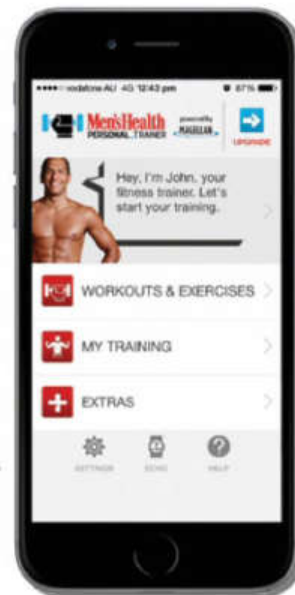 vodafone AU 4G 12:43 pm 87%
Men'sHealth
PERSONAL TRAINER
powered by
MAGELLAN
UPGRADE
Hey, I'm John, your
fitness trainer. Let's
start your training.
WORKOUTS & EXERCISES
MY TRAINING
EXTRAS
SETTINGS ECHO HELP